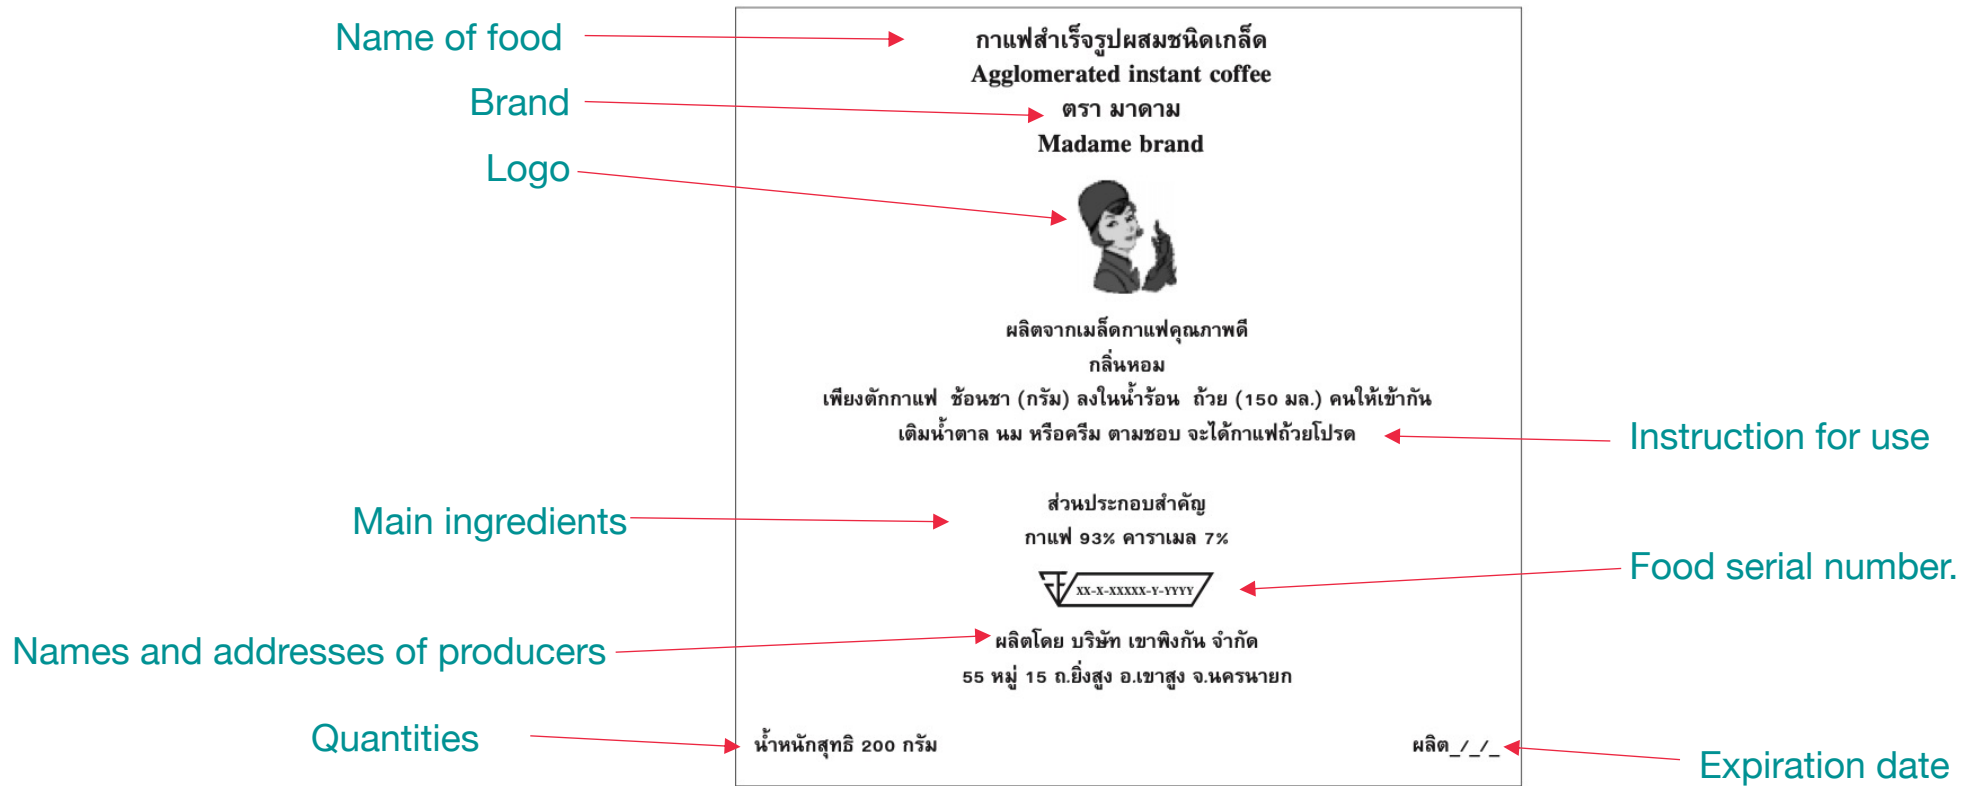 Name of food
กาแฟสำเร็จรูปผสมชนิดเกล็ด
Agglomerated instant coffee
Brand
ตรา มาดาม
Madame brand
Logo
ผลิตจากเมล็ดกาแฟคุณภาพดี
กลิ่นหอม
เพียงตักกาแฟ ช้อนชา (กรัม) ลงในน้ำร้อน ถ้วย (150 มล.) คนให้เข้ากัน
เติมน้ำตาล นม หรือครีม ตามชอบ จะได้กาแฟถ้วยโปรด
Instruction for use
Main ingredients
ส่วนประกอบสำคัญ
กาแฟ 93% คาราเมล 7%
Food serial number.
XX-X-XXXXX-Y-YYYY
Names and addresses of producers
ผลิตโดย บริษัท เขาพิงกัน จำกัด
55 หมู่ 15 ถ.ยิ่งสูง อ.เขาสูง จ.นครนายก
Quantities
น้ำหนักสุทธิ 200 กรัม
ผลิต_/_/_
Expiration date